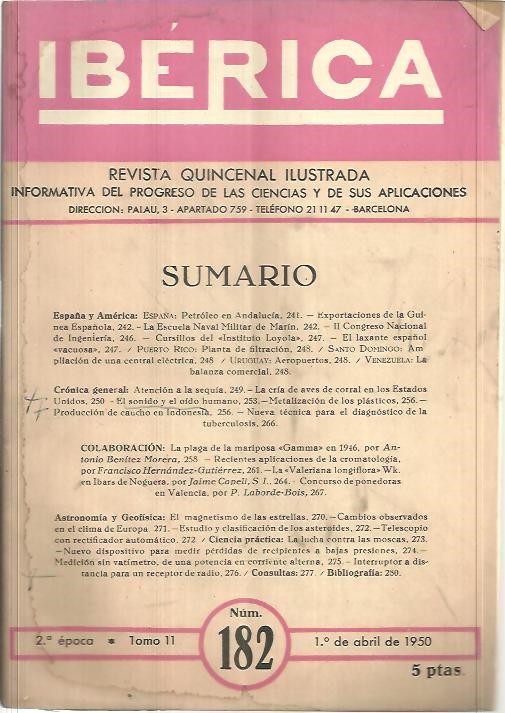 IBÉRICA
REVISTA QUINCENAL ILUSTRADA
INFORMATIVA DEL PROGRESO DE LAS CIENCIAS Y DE SUS APLICACIONES
DIRECCION: PALAU, 3 - APARTADO 759 - TELÉFONO 21 11 47 - BARCELONA
SUMARIO
España y América: ESPAÑA: Petróleo en Andalucía, 241. — Exportaciones de la Gui-
nea Española, 242. - La Escuela Naval Militar de Marín, 242. — II Congreso Nacional
de Ingeniería, 246. — Cursillos del «Instituto Loyola», 247. — El laxante español
«vacuosa», 247. / PUERTO RICO: Planta de filtración, 248. / SANTO DOMINGO: Am
pliación de una central eléctrica, 248 / URUGUAY: Aeropuertos, 248. / VENEZUELA: La
balanza comercial, 248.
Crónica general: Atención a la sequía, 249. - La cría de aves de corral en los Estados
Unidos, 250 - El sonido y el oído humano, 253. — Metalización de los plásticos, 256. —
Producción de caucho en Indonesia, 256. — Nueva técnica para el diagnóstico de la
tuberculosis, 266.
COLABORACIÓN: La plaga de la mariposa «Gamma» en 1946, por An-
tonio Benítez Morera, 258 — Recientes aplicaciones de la cromatología,
por Francisco Hernández-Gutiérrez, 261. — La «Valeriana longiflora» Wk.
en Ibars de Noguera, por Jaime Capell, S. I., 264. - Concurso de ponedoras
en Valencia, por P. Laborde-Bois, 267.
Astronomía y Geofísica: El magnetismo de las estrellas, 270. — Cambios observados
en el clima de Europa 271. — Estudio y clasificación de los asteroides, 272. — Telescopio
con rectificador automático. 272 / Ciencia práctica: La lucha contra las moscas, 273.
— Nuevo dispositivo para medir pérdidas de recipientes a bajas presiones, 274. —
Medición sin vatímetro, de una potencia en corriente alterna, 275. — Interruptor a dis-
tancia para un receptor de radio, 276. / Consultas: 277. / Bibliografía: 280.
Núm.
2.ª época * Tomo 11
182
1.º de abril de 1950
5 ptas.